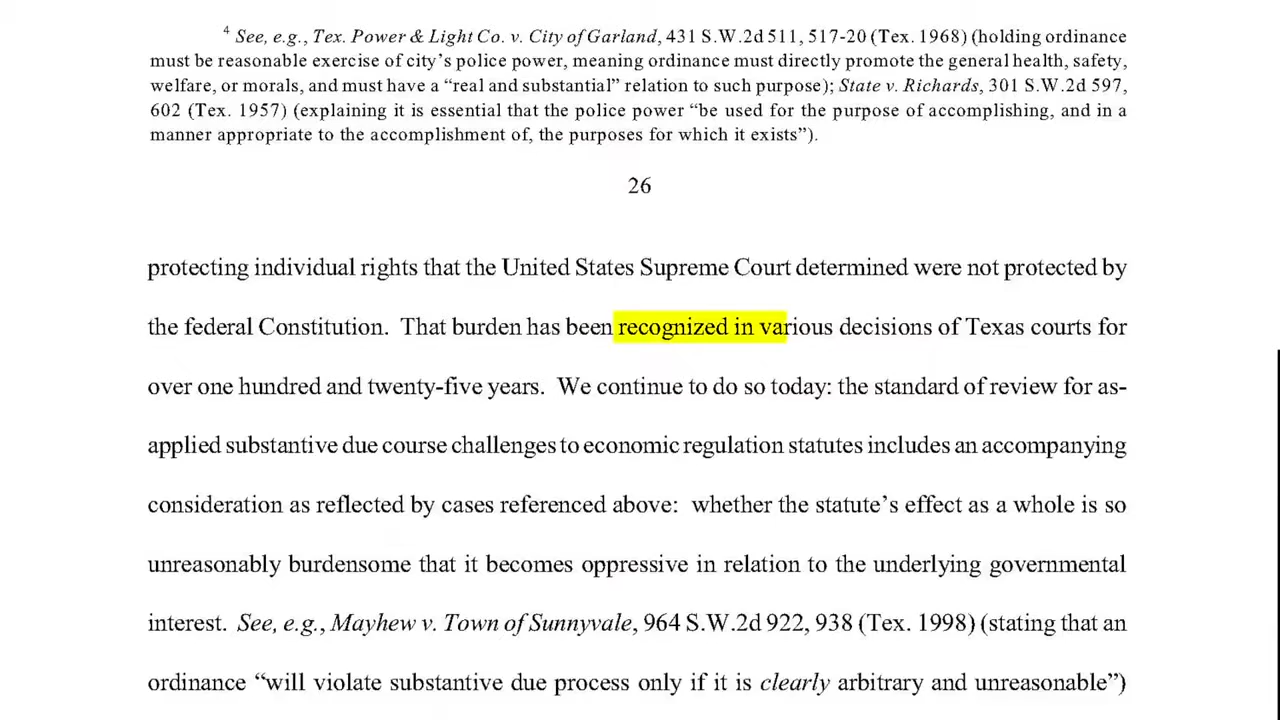 4 See, e.g., Tex. Power & Light Co. v. City of Garland, 431 S.W.2d 511, 517-20 (Tex. 1968) (holding ordinance
must be reasonable exercise of city’s police power, meaning ordinance must directly promote the general health, safety,
welfare, or morals, and must have a “real and substantial” relation to such purpose); State v. Richards, 301 S.W.2d 597,
602 (Tex. 1957) (explaining it is essential that the police power “be used for the purpose of accomplishing, and in a
manner appropriate to the accomplishment of, the purposes for which it exists”).
26
protecting individual rights that the United States Supreme Court determined were not protected by
the federal Constitution. That burden has been recognized in various decisions of Texas courts for
over one hundred and twenty-five years. We continue to do so today: the standard of review for as-
applied substantive due course challenges to economic regulation statutes includes an accompanying
consideration as reflected by cases referenced above: whether the statute’s effect as a whole is so
unreasonably burdensome that it becomes oppressive in relation to the underlying governmental
interest. See, e.g., Mayhew v. Town of Sunnyvale, 964 S.W.2d 922, 938 (Tex. 1998) (stating that an
ordinance “will violate substantive due process only if it is clearly arbitrary and unreasonable”)